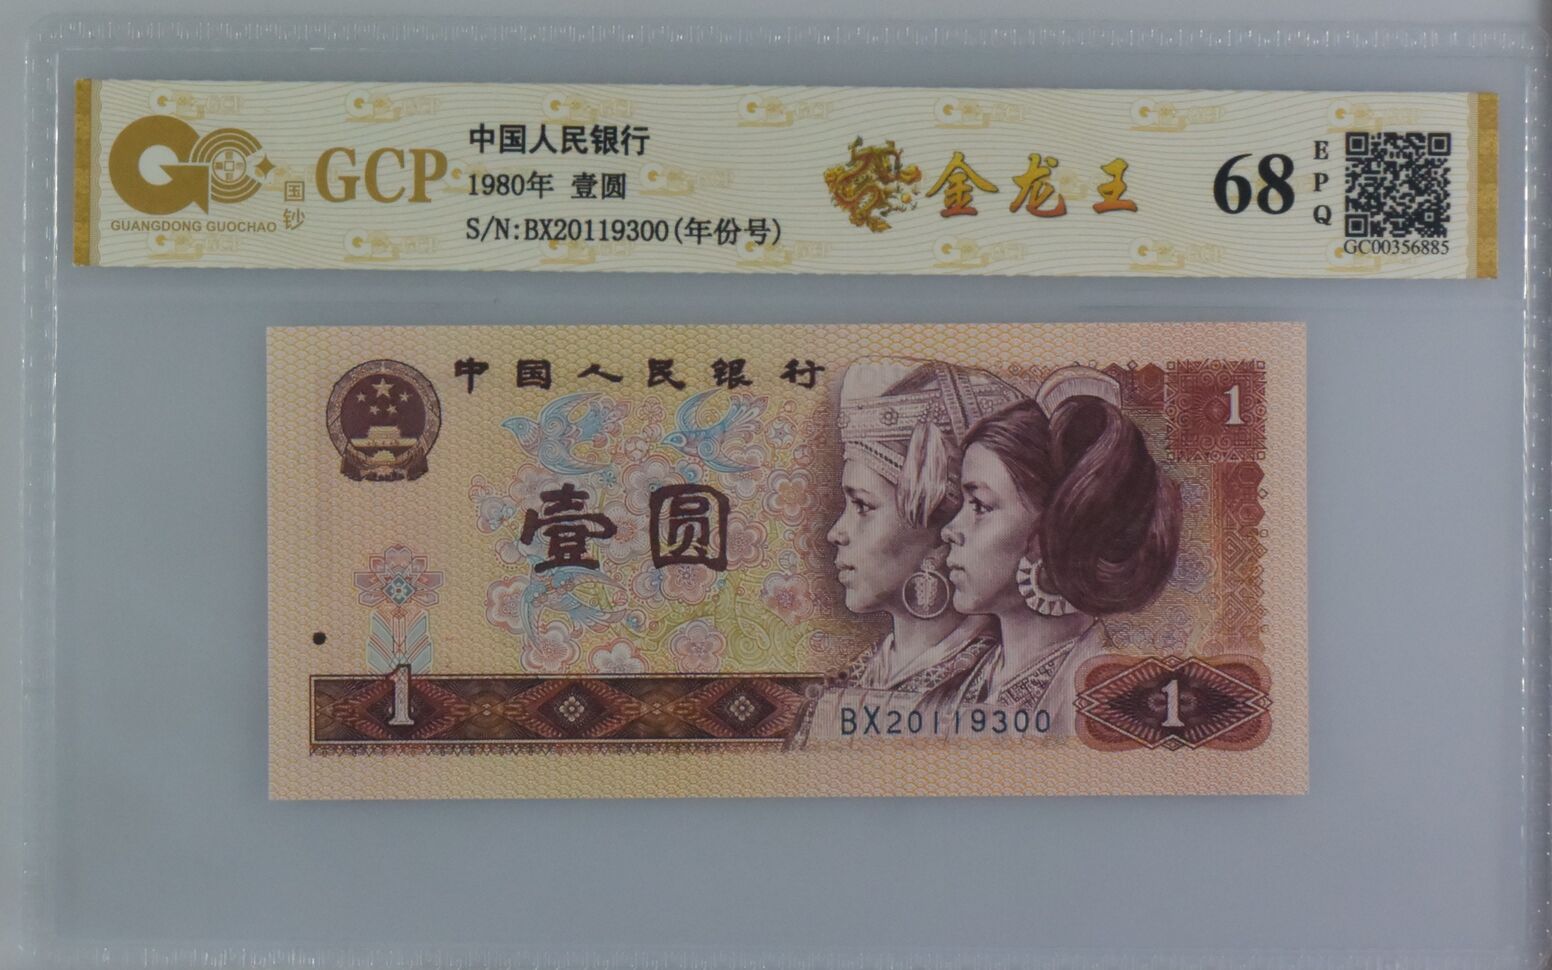 GUANGDONG GUOCHAO
国钞
GCP
中国人民银行
1980年 壹圆
S/N:BX20119300(年份号)
金龙王
68
EPQ
GC00356885
中国人民银行
1
壹圆
1
BX20119300
1